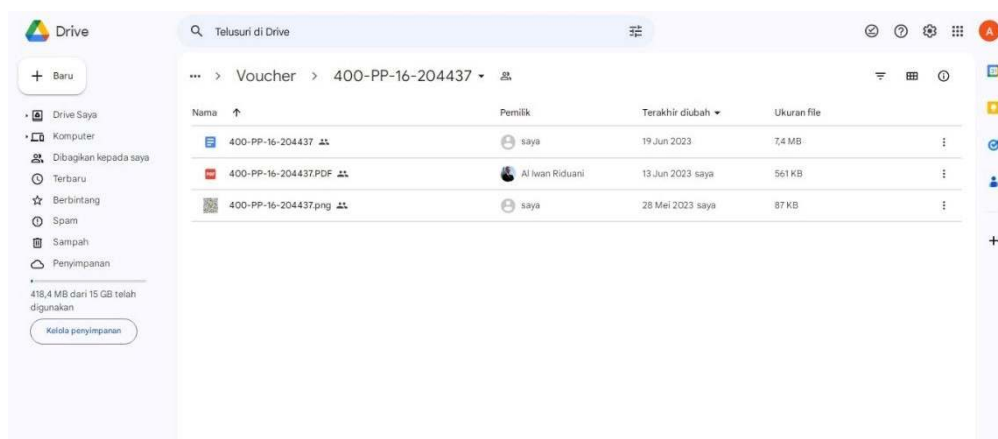 Drive
Telusuri di Drive
A
Baru
... > Voucher > 400-PP-16-204437
Drive Saya
Komputer
Dibagikan kepada saya
Terbaru
Berbintang
Spam
Sampah
Penyimpanan
418,4 MB dari 15 GB telah
digunakan
Kelola penyimpanan
Nama Pemilik Terakhir diubah Ukuran file
400-PP-16-204437 saya 19 Jun 2023 7,4 MB
400-PP-16-204437.PDF Al Iwan Riduani 13 Jun 2023 saya 561 KB
400-PP-16-204437.png saya 28 Mei 2023 saya 87 KB